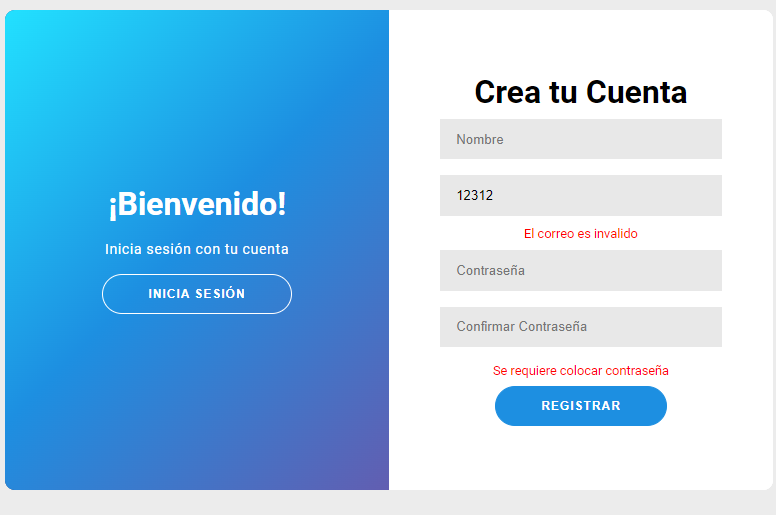 ¡Bienvenido!
Inicia sesión con tu cuenta
INICIA SESIÓN
Crea tu Cuenta
Nombre
12312
El correo es invalido
Contraseña
Confirmar Contraseña
Se requiere colocar contraseña
REGISTRAR